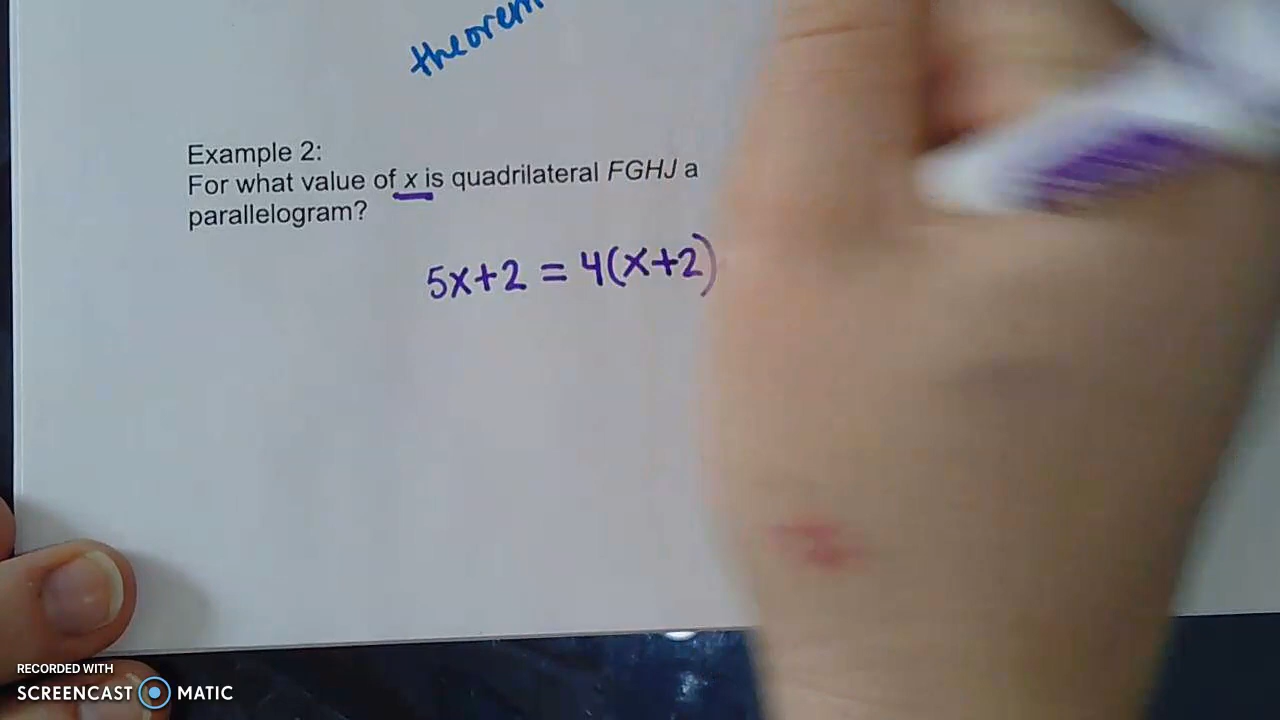 theorem
Example 2:
For what value of x is quadrilateral FGHJ a
parallelogram?
5x+2 = 4(x+2)
RECORDED WITH
SCREENCAST MATIC